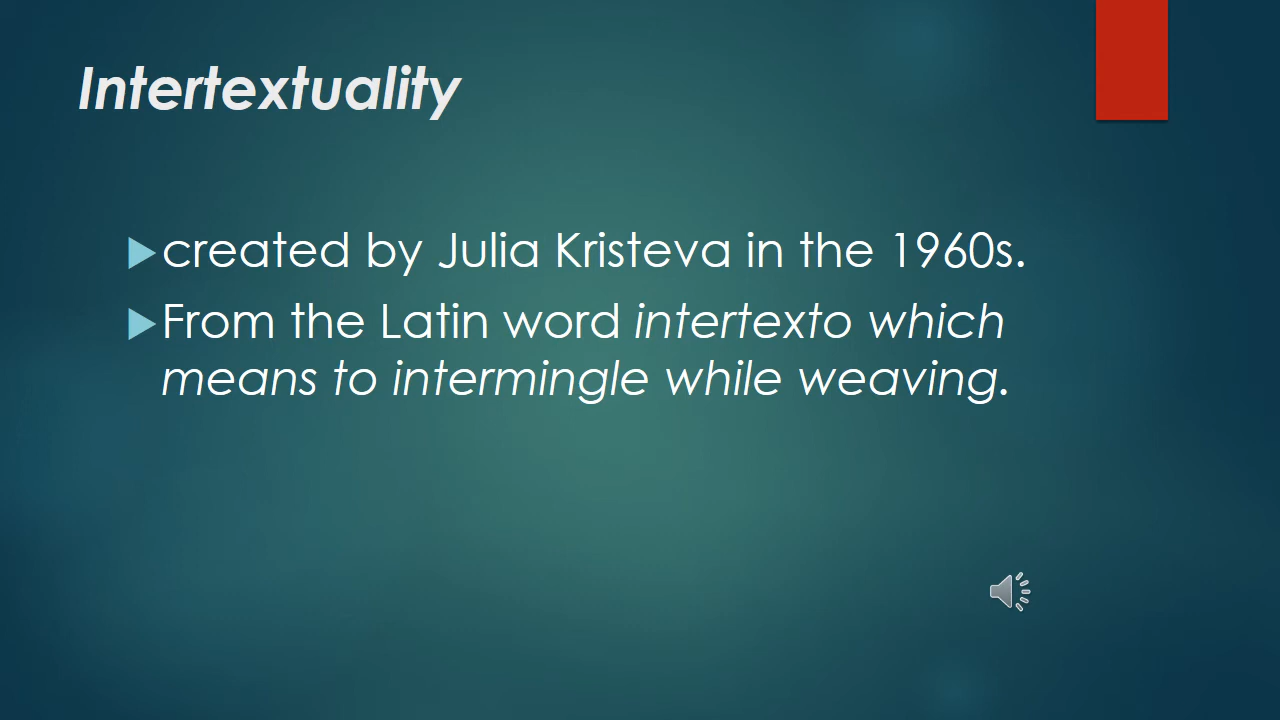 Intertextuality
created by Julia Kristeva in the 1960s.
From the Latin word intertexto which
means to intermingle while weaving.